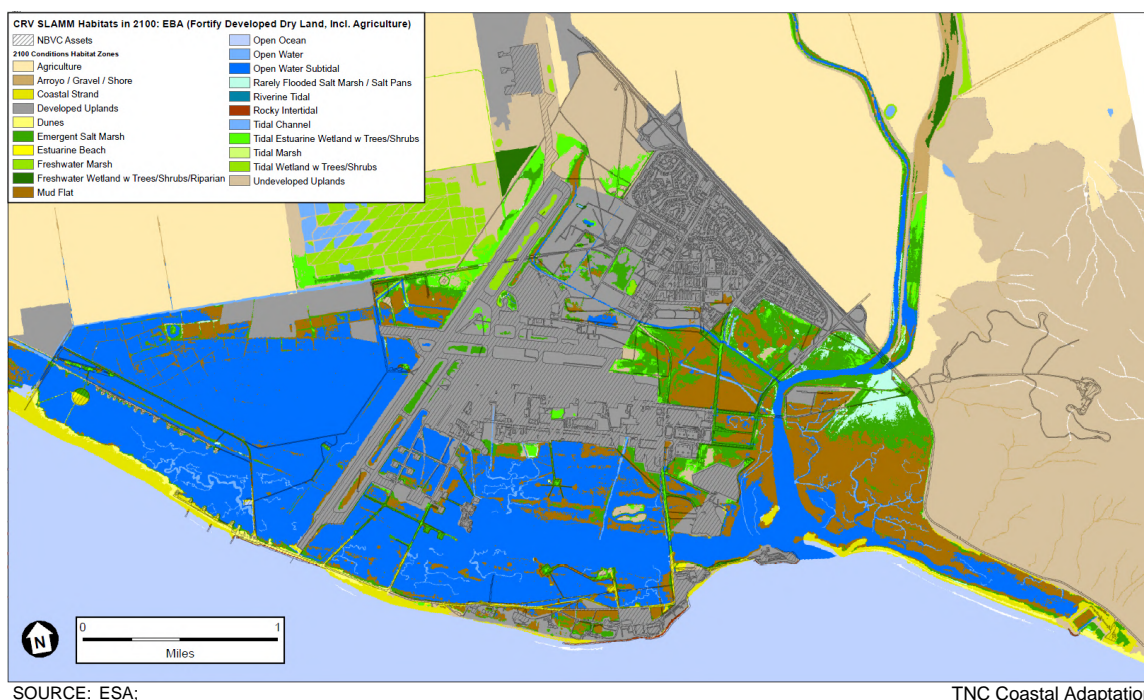 CRV SLAMM Habitats in 2100: EBA (Fortify Developed Dry Land, Incl. Agriculture)
NBVC Assets
2100 Conditions Habitat Zones
Agriculture
Arroyo / Gravel / Shore
Coastal Strand
Developed Uplands
Dunes
Emergent Salt Marsh
Estuarine Beach
Freshwater Marsh
Freshwater Wetland w Trees/Shrubs/Riparian
Mud Flat
Open Ocean
Open Water
Open Water Subtidal
Rarely Flooded Salt Marsh / Salt Pans
Riverine Tidal
Rocky Intertidal
Tidal Channel
Tidal Estuarine Wetland w Trees/Shrubs
Tidal Marsh
Tidal Wetland w Trees/Shrubs
Undeveloped Uplands
N
0 1
Miles
SOURCE: ESA;
TNC Coastal Adaptatio